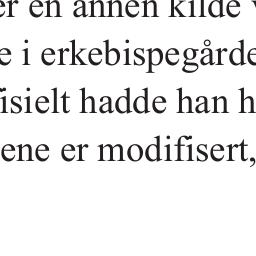 er en annen kilde v
e i erkebispegårde
isielt hadde han h
ene er modifisert,